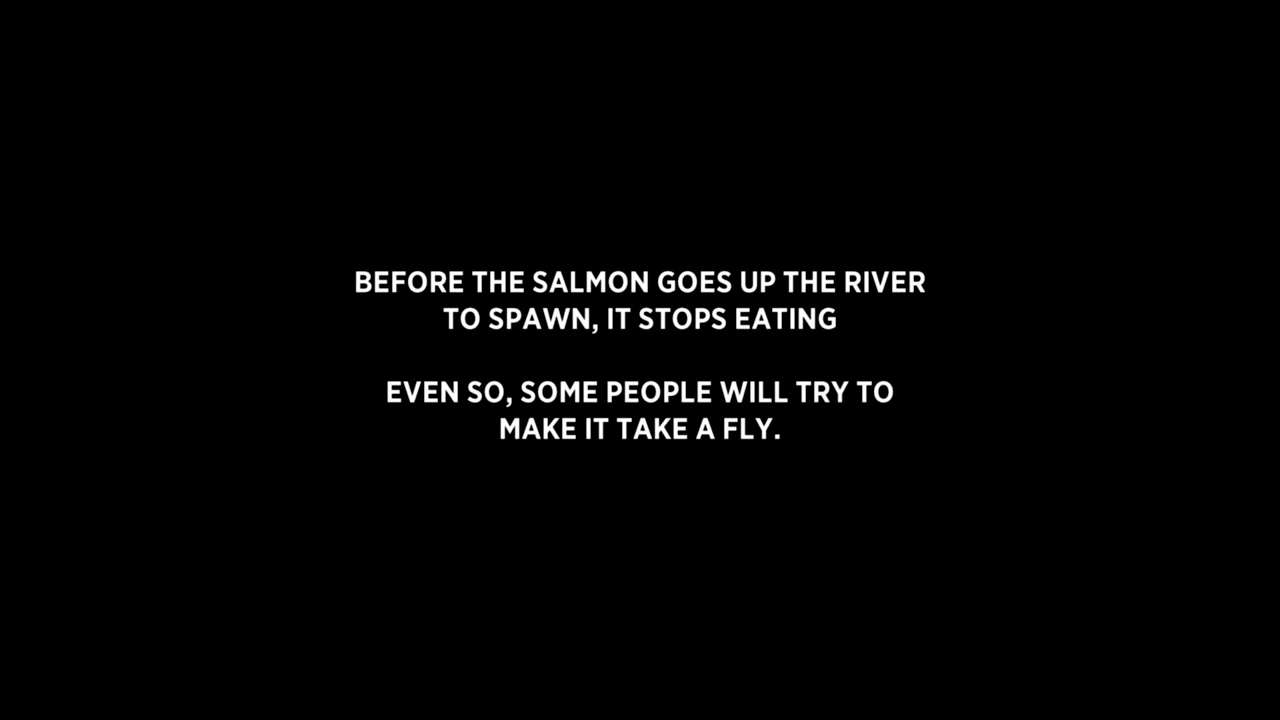 BEFORE THE SALMON GOES UP THE RIVER
TO SPAWN, IT STOPS EATING
EVEN SO, SOME PEOPLE WILL TRY TO
MAKE IT TAKE A FLY.